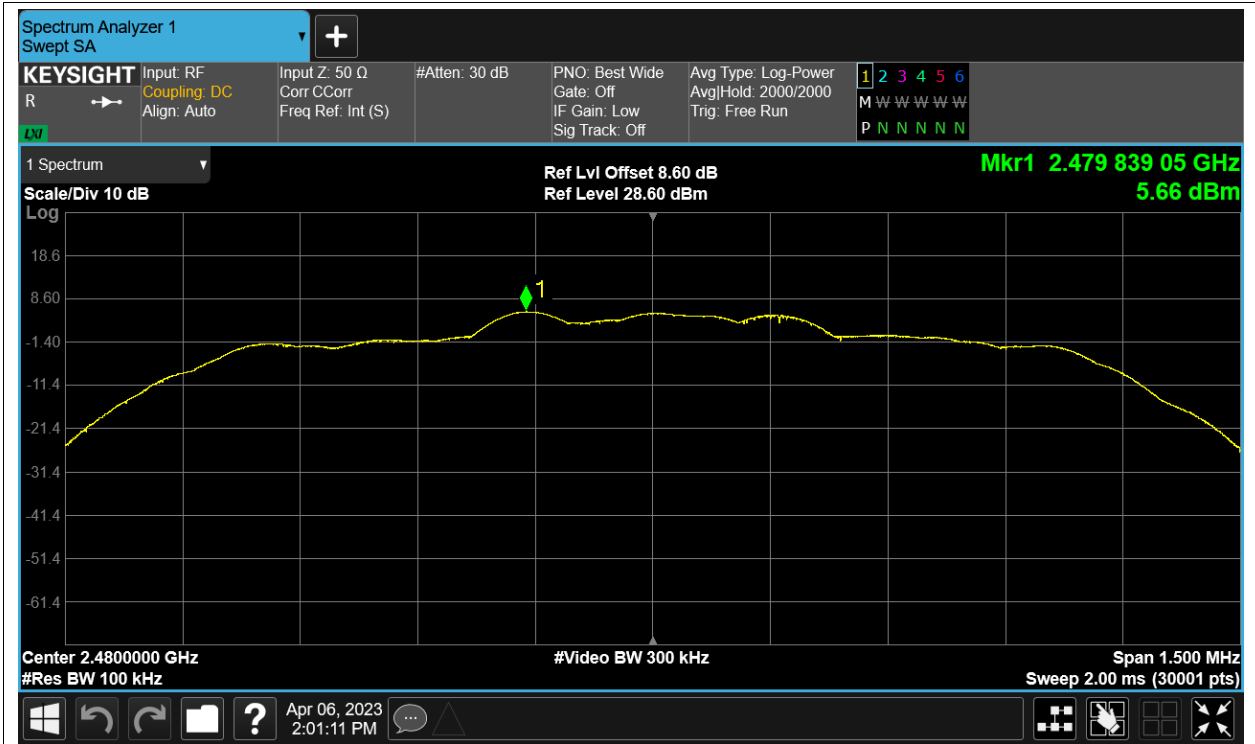 Spectrum Analyzer 1
Swept SA
KEYSIGHT
R
LXI
Input: RF
Coupling: DC
Align: Auto
Input Z: 50 Ω
Corr CCorr
Freq Ref: Int (S)
#Atten: 30 dB
PNO: Best Wide
Gate: Off
IF Gain: Low
Sig Track: Off
Avg Type: Log-Power
Avg|Hold: 2000/2000
Trig: Free Run
1 2 3 4 5 6
M W W W W W
P N N N N N
1 Spectrum
Scale/Div 10 dB
Log
Ref Lvl Offset 8.60 dB
Ref Level 28.60 dBm
Mkr1 2.479 839 05 GHz
5.66 dBm
18.6
8.60
1
-1.40
-11.4
-21.4
-31.4
-41.4
-51.4
-61.4
Center 2.4800000 GHz
#Res BW 100 kHz
#Video BW 300 kHz
Span 1.500 MHz
Sweep 2.00 ms (30001 pts)
?
Apr 06, 2023
2:01:11 PM